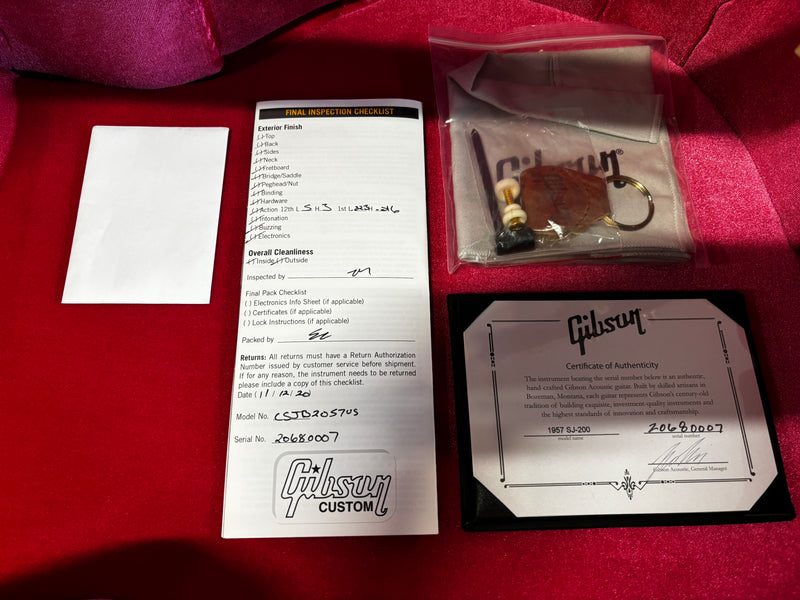 FINAL INSPECTION CHECKLIST
Exterior Finish
(✓) Top
(✓) Back
(✓) Sides
(✓) Neck
(✓) Fretboard
(✓) Bridge/Saddle
(✓) Peghead/Nut
(✓) Binding
(✓) Hardware
(✓) Action 12th L 5 H 3 1st L
(✓) Intonation
(✓) Buzzing
(✓) Electronics
Overall Cleanliness
(✓) Inside (✓) Outside
Inspected by
Final Pack Checklist
( ) Electronics Info Sheet (if applicable)
( ) Certificates (if applicable)
( ) Lock Instructions (if applicable)
Packed by
Returns: All returns must have a Return Authorization
Number issued by customer service before shipment.
If for any reason, the instrument needs to be returned
please include a copy of this checklist.
Date (11/12/20)
Model No. CSJB2057VS
Serial No. 20680007
Gibson
CUSTOM
Gibson®
Gibson
Certificate of Authenticity
The instrument bearing the serial number below is an authentic,
hand-crafted Gibson Acoustic guitar. Built by skilled artisans in
Bozeman, Montana, each guitar represents Gibson's century-old
tradition of building exquisite, investment-quality instruments and
the highest standards of innovation and craftsmanship.
1957 SJ-200 20680007
model name serial number
Gibson Acoustic, General Manager